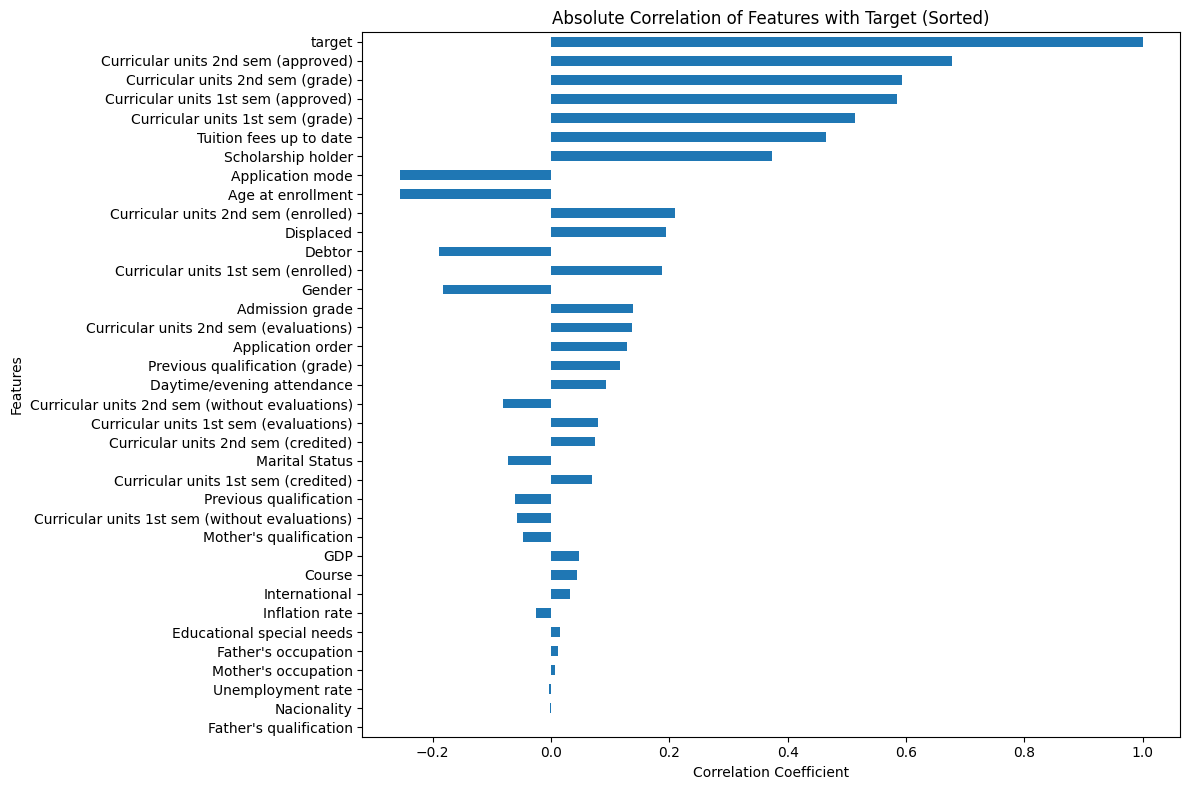 Absolute Correlation of Features with Target (Sorted)
target
Curricular units 2nd sem (approved)
Curricular units 2nd sem (grade)
Curricular units 1st sem (approved)
Curricular units 1st sem (grade)
Tuition fees up to date
Scholarship holder
Application mode
Age at enrollment
Curricular units 2nd sem (enrolled)
Displaced
Debtor
Curricular units 1st sem (enrolled)
Gender
Admission grade
Curricular units 2nd sem (evaluations)
Application order
Previous qualification (grade)
Daytime/evening attendance
Curricular units 2nd sem (without evaluations)
Curricular units 1st sem (evaluations)
Curricular units 2nd sem (credited)
Marital Status
Curricular units 1st sem (credited)
Previous qualification
Curricular units 1st sem (without evaluations)
Mother's qualification
GDP
Course
International
Inflation rate
Educational special needs
Father's occupation
Mother's occupation
Unemployment rate
Nacionality
Father's qualification
Features
−0.2 0.0 0.2 0.4 0.6 0.8 1.0
Correlation Coefficient